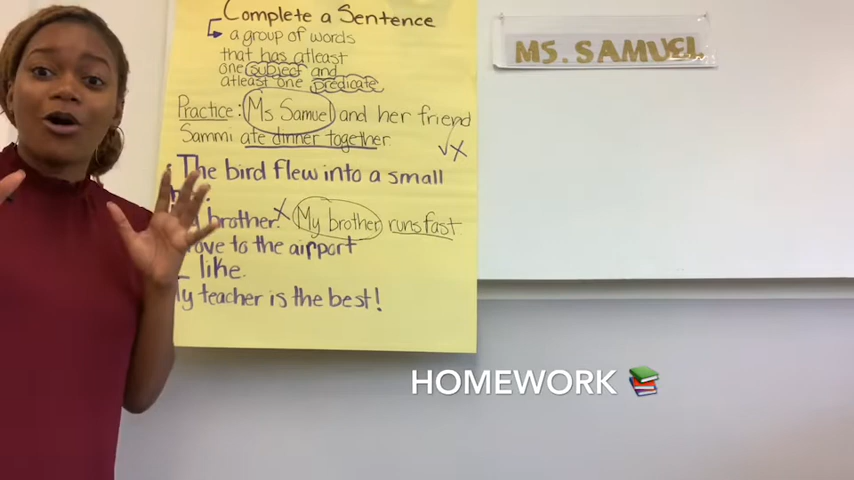 Complete a Sentence
a group of words
that has atleast
one subject and
atleast one predicate
Practice: Ms Samuel and her friend
Sammi ate dinner together.
The bird flew into a small
brother. My brother runs fast
to the airport
like.
teacher is the best!
MS. SAMUEL
HOMEWORK 📚